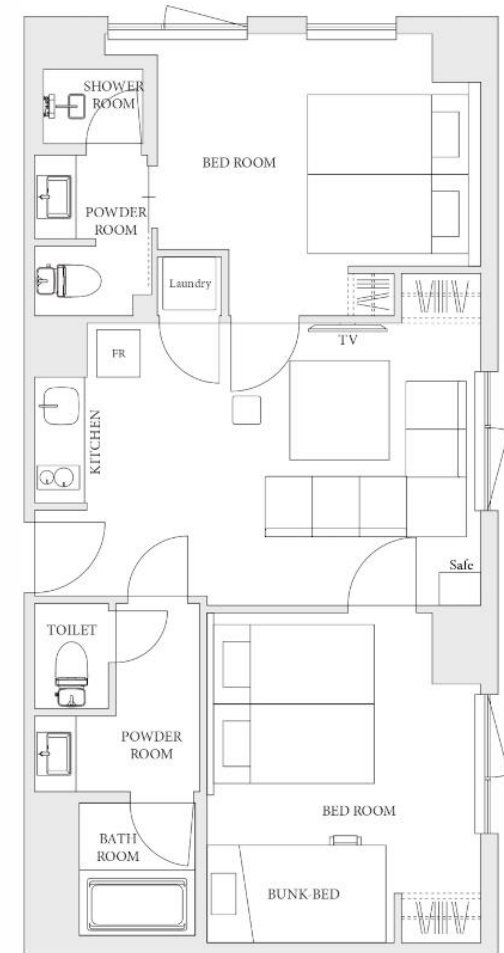 SHOWER
ROOM
BED ROOM
POWDER
ROOM
Laundry
TV
FR
KITCHEN
Safe
TOILET
POWDER
ROOM
BED ROOM
BATH
ROOM
BUNK-BED